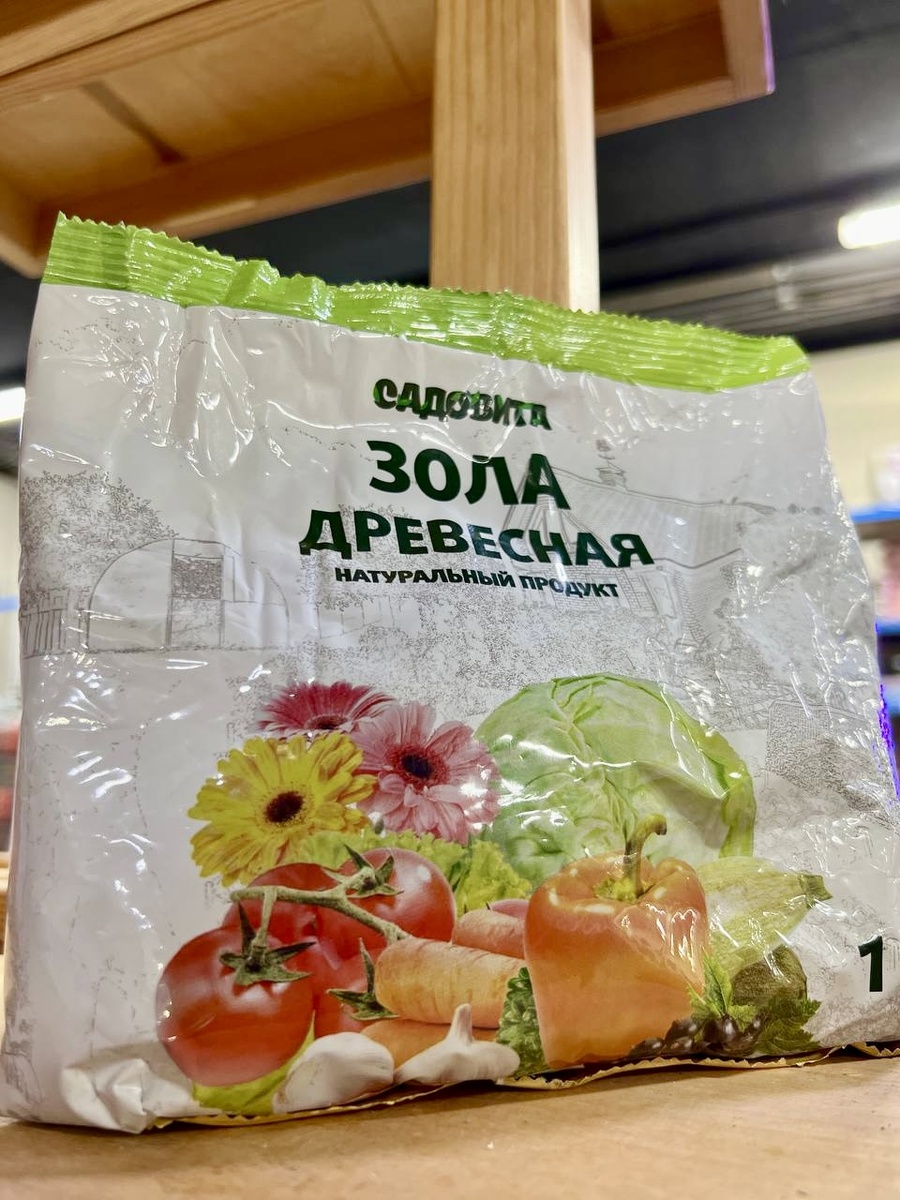 САДОВИТА
ЗОЛА
ДРЕВЕСНАЯ
НАТУРАЛЬНЫЙ ПРОДУКТ
1